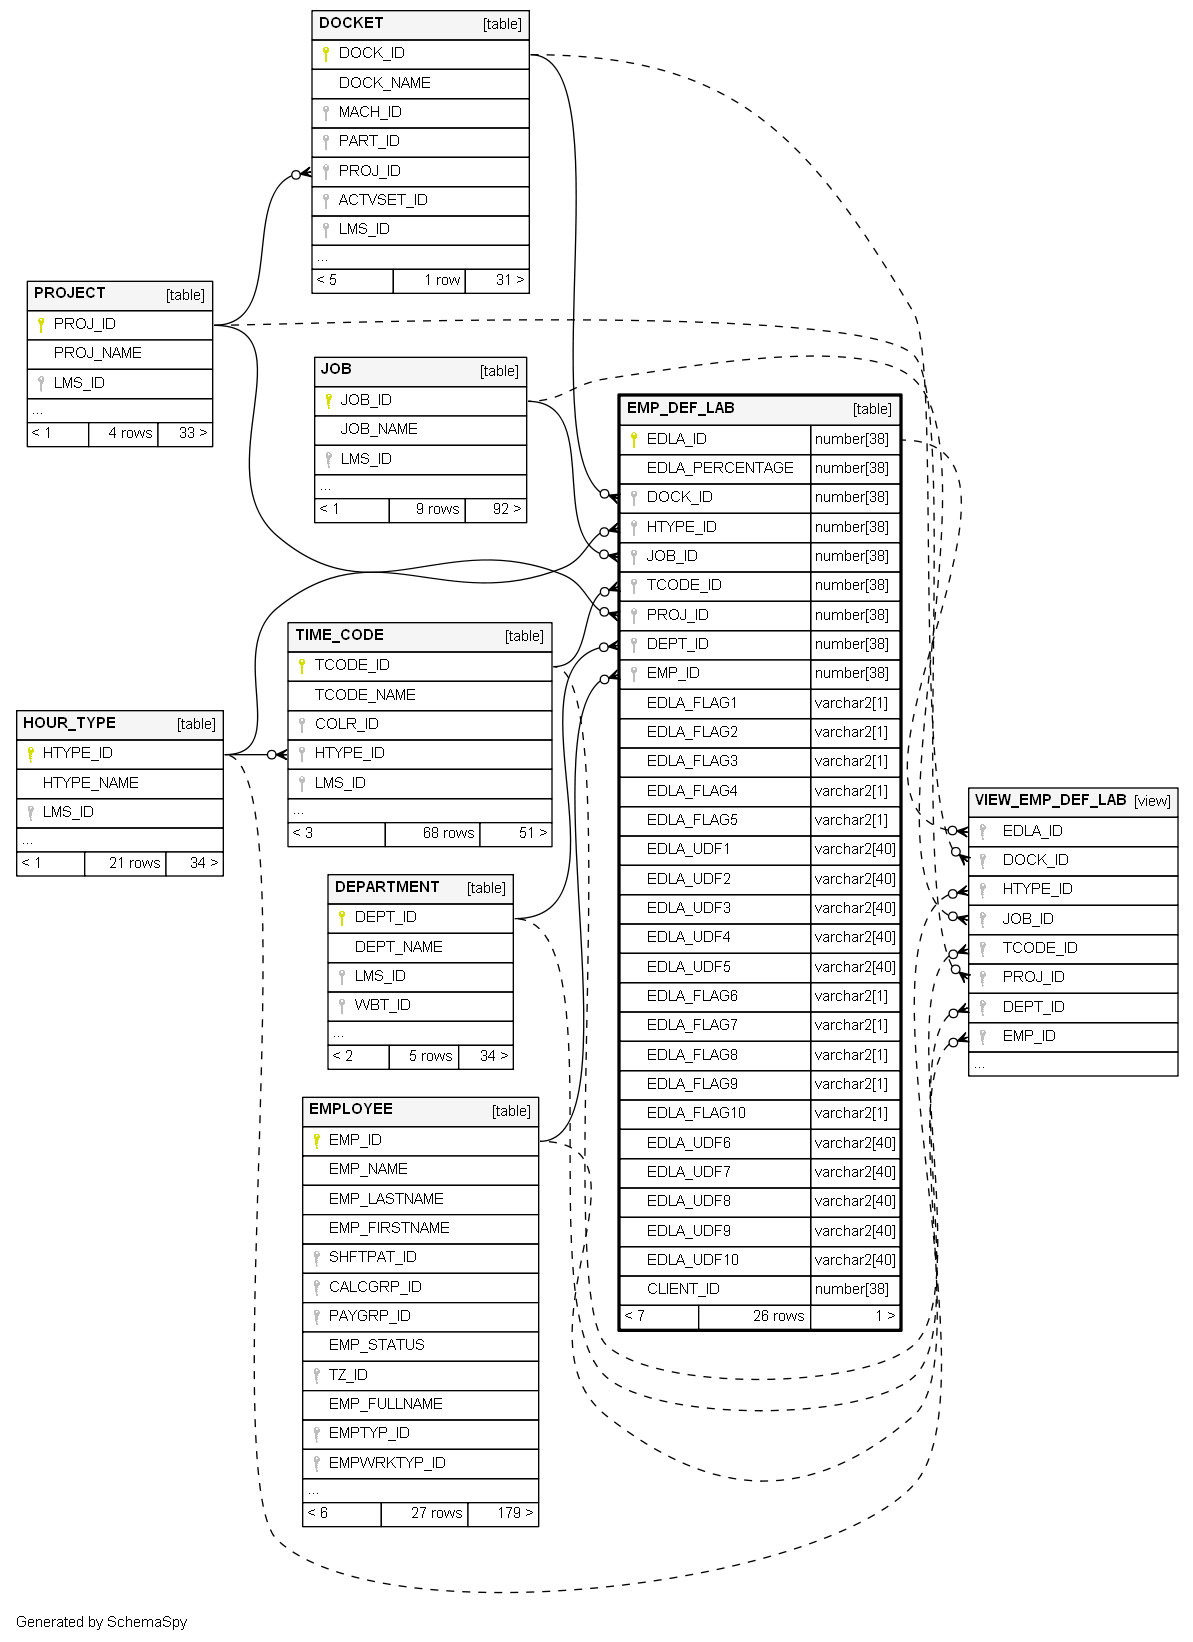 DOCKET [table]
DOCK_ID
DOCK_NAME
MACH_ID
PART_ID
PROJ_ID
ACTVSET_ID
LMS_ID
...
< 5 1 row 31 >
PROJECT [table]
PROJ_ID
PROJ_NAME
LMS_ID
...
< 1 4 rows 33 >
JOB [table]
JOB_ID
JOB_NAME
LMS_ID
...
< 1 9 rows 92 >
EMP_DEF_LAB [table]
EDLA_ID number[38]
EDLA_PERCENTAGE number[38]
DOCK_ID number[38]
HTYPE_ID number[38]
JOB_ID number[38]
TCODE_ID number[38]
PROJ_ID number[38]
DEPT_ID number[38]
EMP_ID number[38]
EDLA_FLAG1 varchar2[1]
EDLA_FLAG2 varchar2[1]
EDLA_FLAG3 varchar2[1]
EDLA_FLAG4 varchar2[1]
EDLA_FLAG5 varchar2[1]
EDLA_UDF1 varchar2[40]
EDLA_UDF2 varchar2[40]
EDLA_UDF3 varchar2[40]
EDLA_UDF4 varchar2[40]
EDLA_UDF5 varchar2[40]
EDLA_FLAG6 varchar2[1]
EDLA_FLAG7 varchar2[1]
EDLA_FLAG8 varchar2[1]
EDLA_FLAG9 varchar2[1]
EDLA_FLAG10 varchar2[1]
EDLA_UDF6 varchar2[40]
EDLA_UDF7 varchar2[40]
EDLA_UDF8 varchar2[40]
EDLA_UDF9 varchar2[40]
EDLA_UDF10 varchar2[40]
CLIENT_ID number[38]
< 7 26 rows 1 >
TIME_CODE [table]
TCODE_ID
TCODE_NAME
COLR_ID
HTYPE_ID
LMS_ID
...
< 3 68 rows 51 >
HOUR_TYPE [table]
HTYPE_ID
HTYPE_NAME
LMS_ID
...
< 1 21 rows 34 >
DEPARTMENT [table]
DEPT_ID
DEPT_NAME
LMS_ID
WBT_ID
...
< 2 5 rows 34 >
VIEW_EMP_DEF_LAB [view]
EDLA_ID
DOCK_ID
HTYPE_ID
JOB_ID
TCODE_ID
PROJ_ID
DEPT_ID
EMP_ID
...
EMPLOYEE [table]
EMP_ID
EMP_NAME
EMP_LASTNAME
EMP_FIRSTNAME
SHFTPAT_ID
CALCGRP_ID
PAYGRP_ID
EMP_STATUS
TZ_ID
EMP_FULLNAME
EMPTYP_ID
EMPWRKTYP_ID
...
< 6 27 rows 179 >
Generated by SchemaSpy